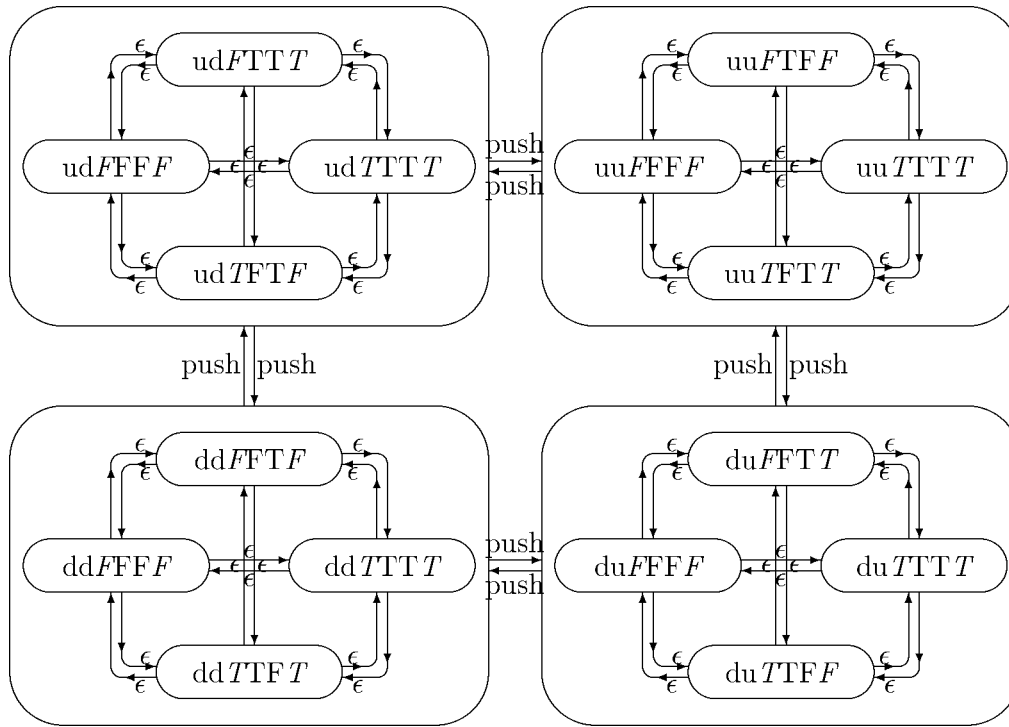 ϵ ϵ ϵ ϵ
udFTTT uuFTFF
ϵ ϵ ϵ ϵ
push
ϵ ϵ
udFFFF ϵ ϵ udTTTT uuFFFF ϵ ϵ uuTTTT
ϵ ϵ
push
ϵ ϵ ϵ ϵ
udTFTF uuTFTT
ϵ ϵ ϵ ϵ
push push push push
ϵ ϵ ϵ ϵ
ddFFTF duFFTT
ϵ ϵ ϵ ϵ
push
ϵ ϵ
ddFFFF ϵ ϵ ddTTTT duFFFF ϵ ϵ duTTTT
ϵ ϵ
push
ϵ ϵ ϵ ϵ
ddTTFT duTTFF
ϵ ϵ ϵ ϵ